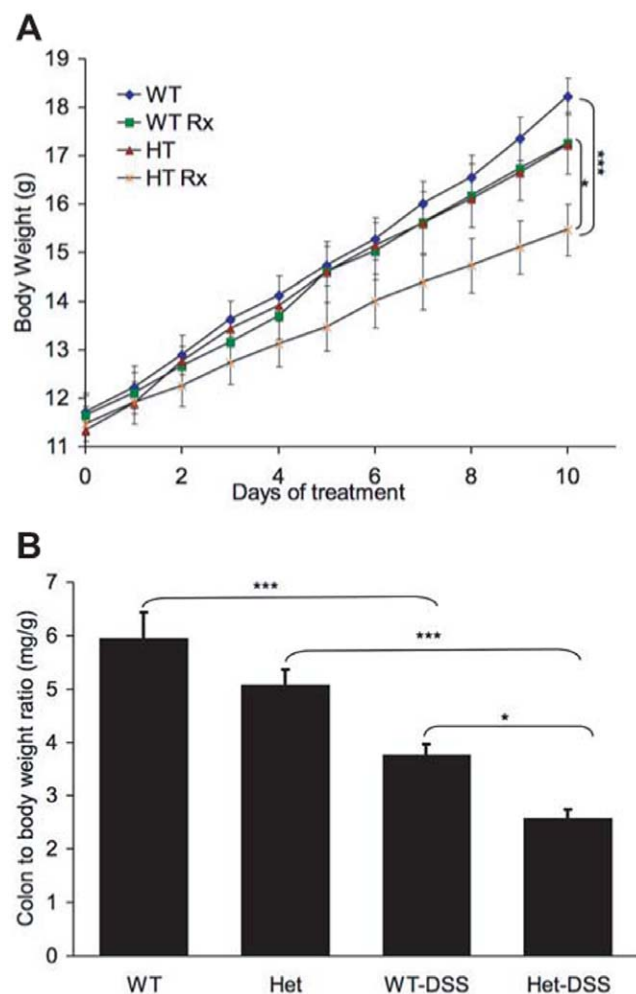 A
19
18
17
16
15
14
13
12
11
Body Weight (g)
WT
WT Rx
HT
HT Rx
*
***
0 2 4 6 8 10
Days of treatment
B
7
6
5
4
3
2
1
0
Colon to body weight ratio (mg/g)
***
***
*
WT Het WT-DSS Het-DSS